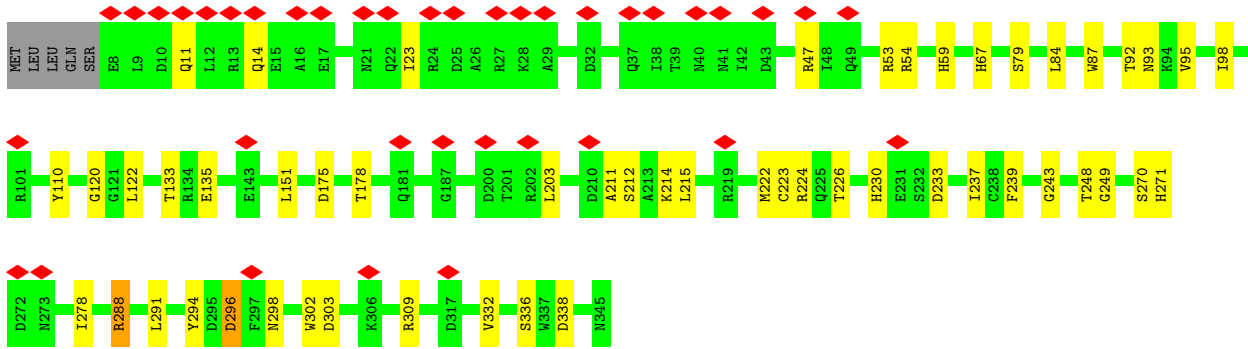 MET LEU LEU GLN SER E8 L9 D10 Q11 L12 R13 Q14 E15 A16 E17 N21 Q22 I23 R24 D25 A26 R27 K28 A29 D32 Q37 I38 T39 N40 N41 I42 D43 R47 I48 Q49 R53 R54 H59 H67 S79 L84 W87 T92 N93 K94 V95 I98
R101 Y110 G120 G121 L122 T133 R134 E135 E143 L151 D175 T178 Q181 G187 D200 T201 R202 L203 D210 A211 S212 A213 K214 L215 R219 M222 C223 R224 Q225 T226 H230 E231 S232 D233 I237 C238 F239 G243 T248 G249 S270 H271
D272 N273 I278 R288 L291 Y294 D295 D296 F297 N298 W302 D303 K306 R309 D317 V332 S336 W337 D338 N345